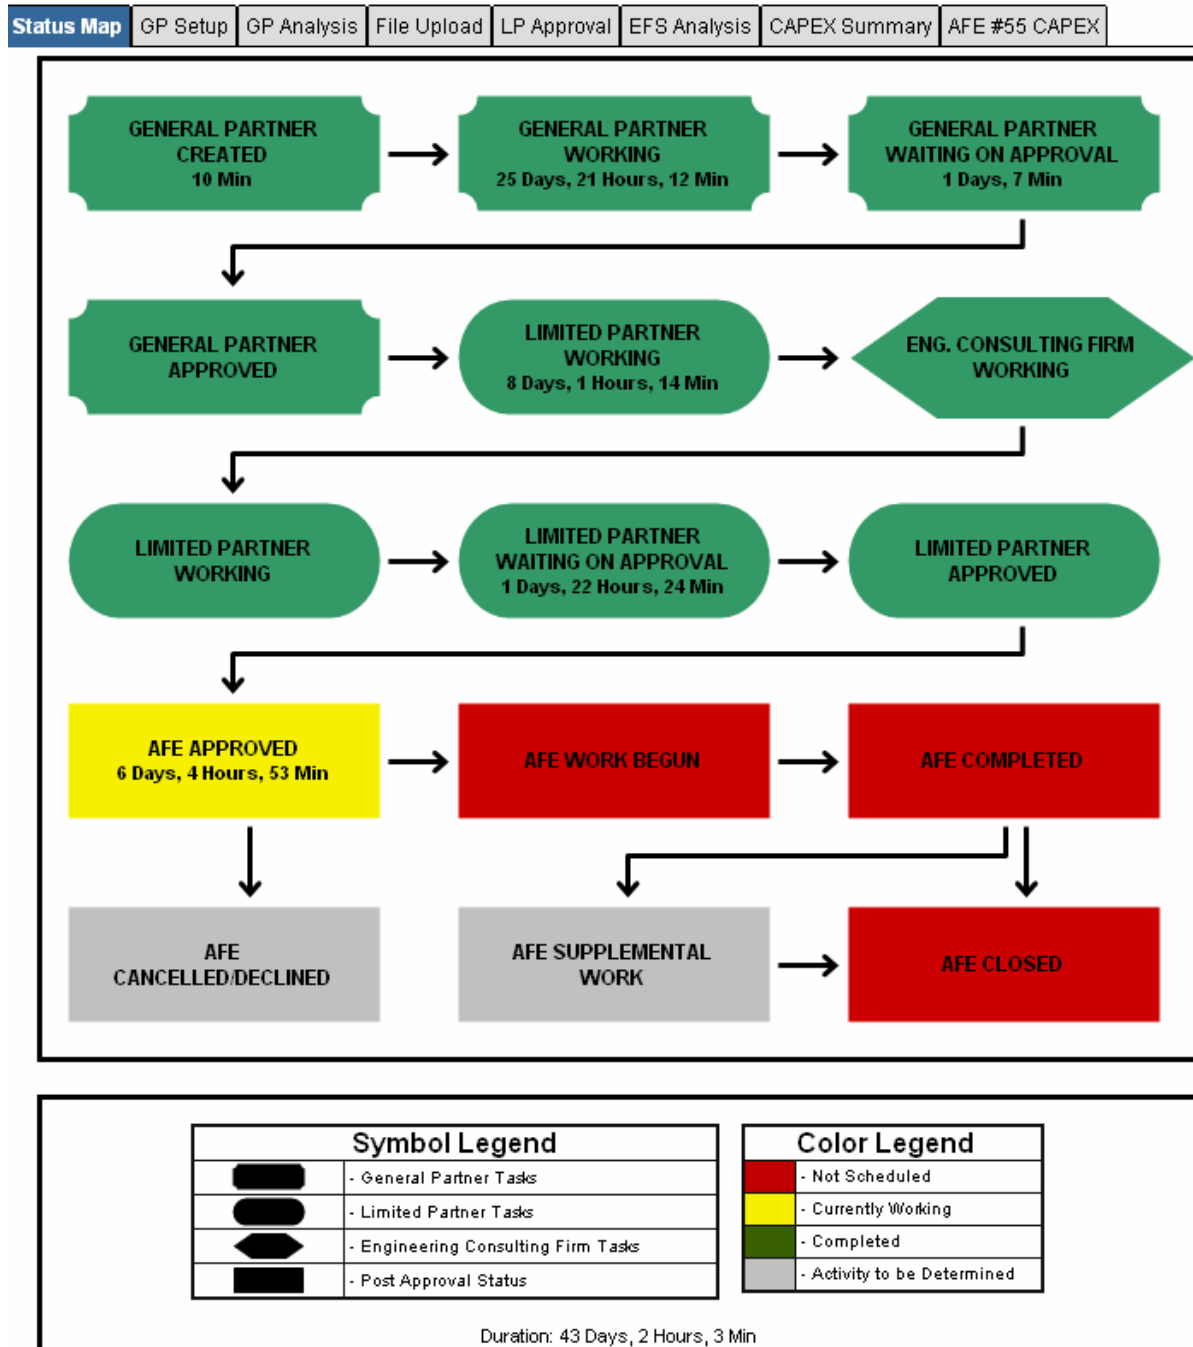 Status Map GP Setup GP Analysis File Upload LP Approval EFS Analysis CAPEX Summary AFE #55 CAPEX
GENERAL PARTNER
CREATED
10 Min
GENERAL PARTNER
WORKING
25 Days, 21 Hours, 12 Min
GENERAL PARTNER
WAITING ON APPROVAL
1 Days, 7 Min
GENERAL PARTNER
APPROVED
LIMITED PARTNER
WORKING
8 Days, 1 Hours, 14 Min
ENG. CONSULTING FIRM
WORKING
LIMITED PARTNER
WORKING
LIMITED PARTNER
WAITING ON APPROVAL
1 Days, 22 Hours, 24 Min
LIMITED PARTNER
APPROVED
AFE APPROVED
6 Days, 4 Hours, 53 Min
AFE WORK BEGUN
AFE COMPLETED
AFE
CANCELLED/DECLINED
AFE SUPPLEMENTAL
WORK
AFE CLOSED
Symbol Legend
- General Partner Tasks
- Limited Partner Tasks
- Engineering Consulting Firm Tasks
- Post Approval Status
Color Legend
- Not Scheduled
- Currently Working
- Completed
- Activity to be Determined
Duration: 43 Days, 2 Hours, 3 Min